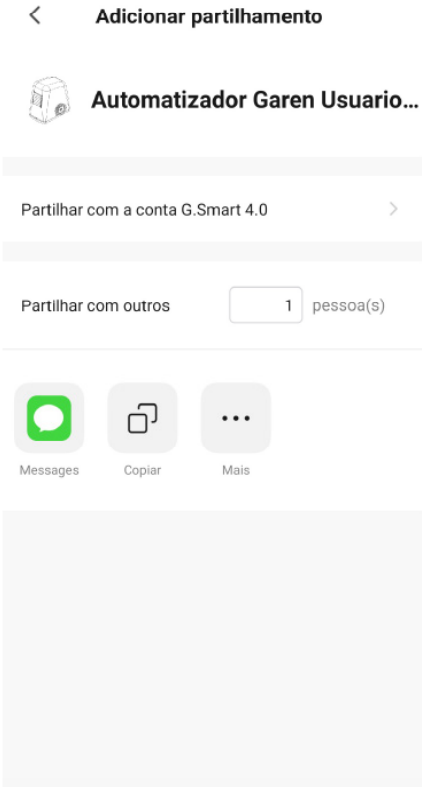 Adicionar partilhamento
Automatizador Garen Usuario...
Partilhar com a conta G.Smart 4.0
Partilhar com outros 1 pessoa(s)
Messages Copiar Mais